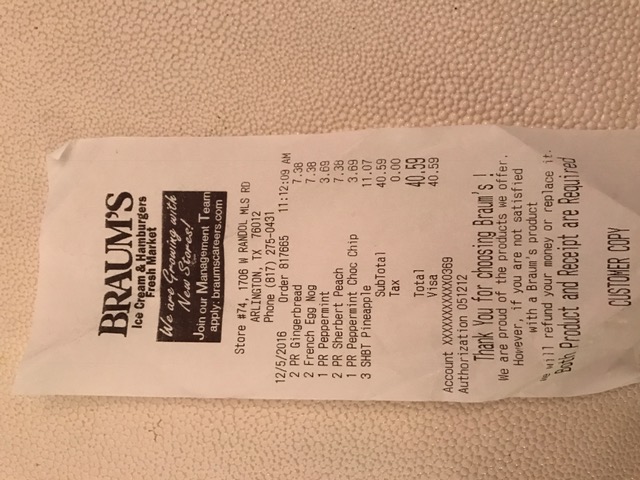 BRAUM'S
Ice Cream & Hamburgers
Fresh Market
We are Growing with
New Stores!
Join our Management Team
apply: braumscareers.com
Store #74, 1706 W RANDOL MLS RD
ARLINGTON, TX 76012
Phone (817) 275-0431
12/5/2016 Order 817665 11:12:09 AM
2 PR Gingerbread 7.38
2 French Egg Nog 7.38
1 PR Peppermint 3.69
2 PR Sherbert Peach 7.38
1 PR Peppermint Choc Chip 3.69
3 SHBT Pineapple 11.07
SubTotal 40.59
Tax 0.00
Total 40.59
Visa 40.59
Account XXXXXXXXXXXX0369
Authorization 051212
Thank You for choosing Braum's !
We are proud of the products we offer.
However, if you are not satisfied
with a Braum's product
We will refund your money or replace it.
Both Product and Receipt are Required
CUSTOMER COPY